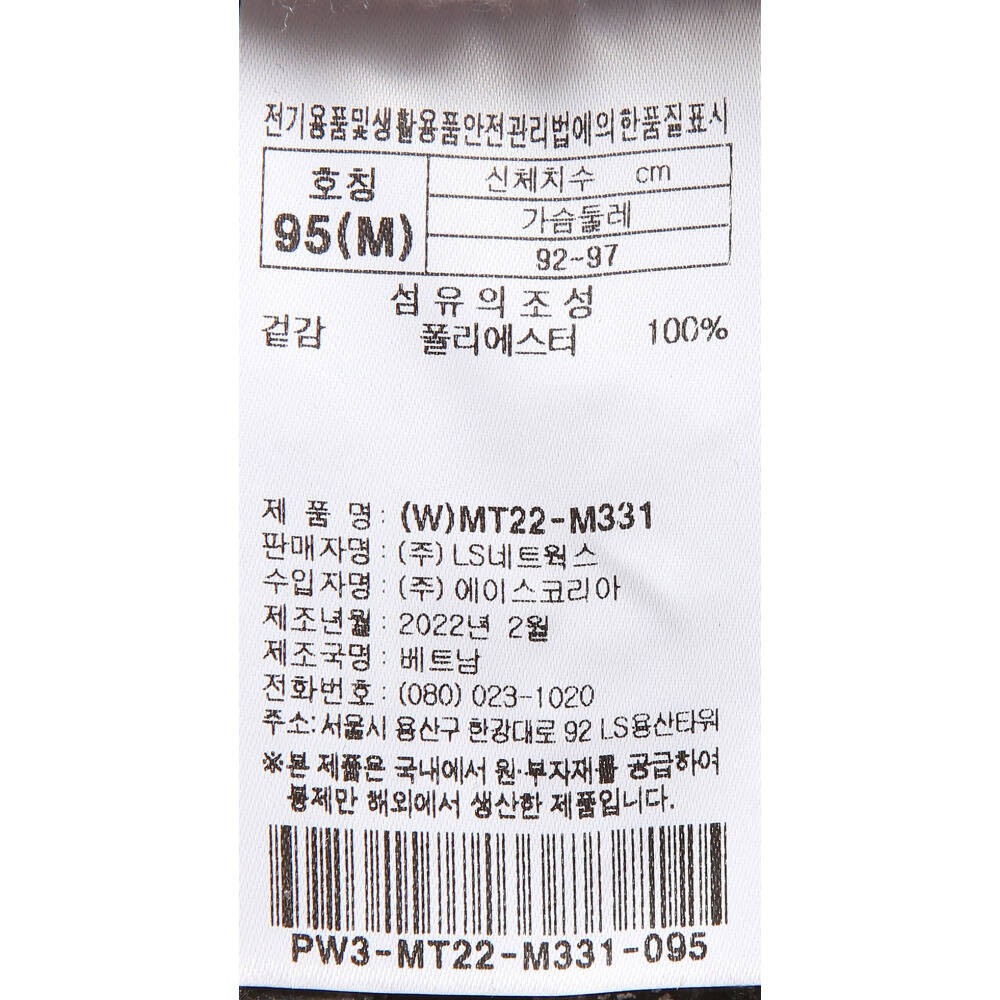 전기용품및생활용품안전관리법에의한품질표시
호칭 신체치수 cm
95(M) 가슴둘레
92-97
섬유의조성
겉감 폴리에스터 100%
제 품 명 : (W)MT22-M331
판매자명 : (주) LS네트웍스
수입자명 : (주) 에이스코리아
제조년월 : 2022년 2월
제조국명 : 베트남
전화번호 : (080) 023-1020
주소: 서울시 용산구 한강대로 92 LS용산타워
※본 제품은 국내에서 원·부자재를 공급하여
봉제만 해외에서 생산한 제품입니다.
PW3-MT22-M331-095